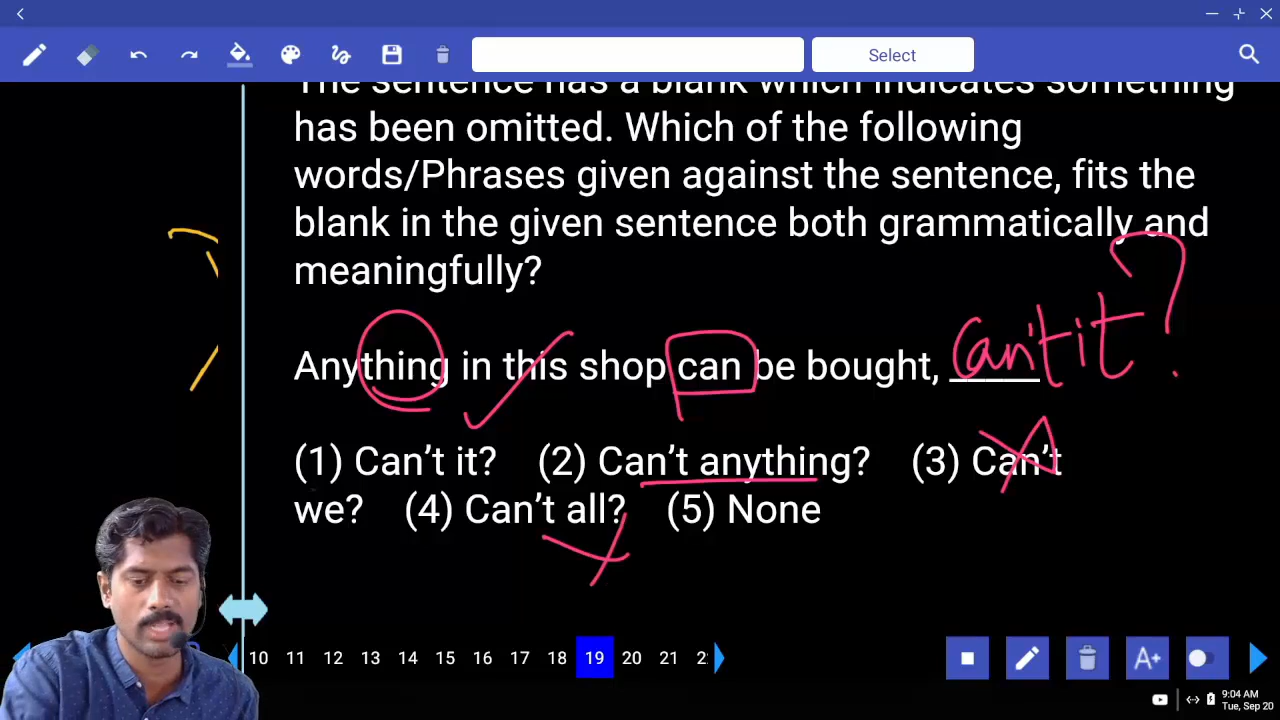 Select
The sentence has a blank which indicates something
has been omitted. Which of the following
words/Phrases given against the sentence, fits the
blank in the given sentence both grammatically and
meaningfully?
can't it?
Anything in this shop can be bought, _____
(1) Can't it? (2) Can't anything? (3) Can't
we? (4) Can't all? (5) None
10 11 12 13 14 15 16 17 18 19 20 21 2
A+
9:04 AM
Tue, Sep 20